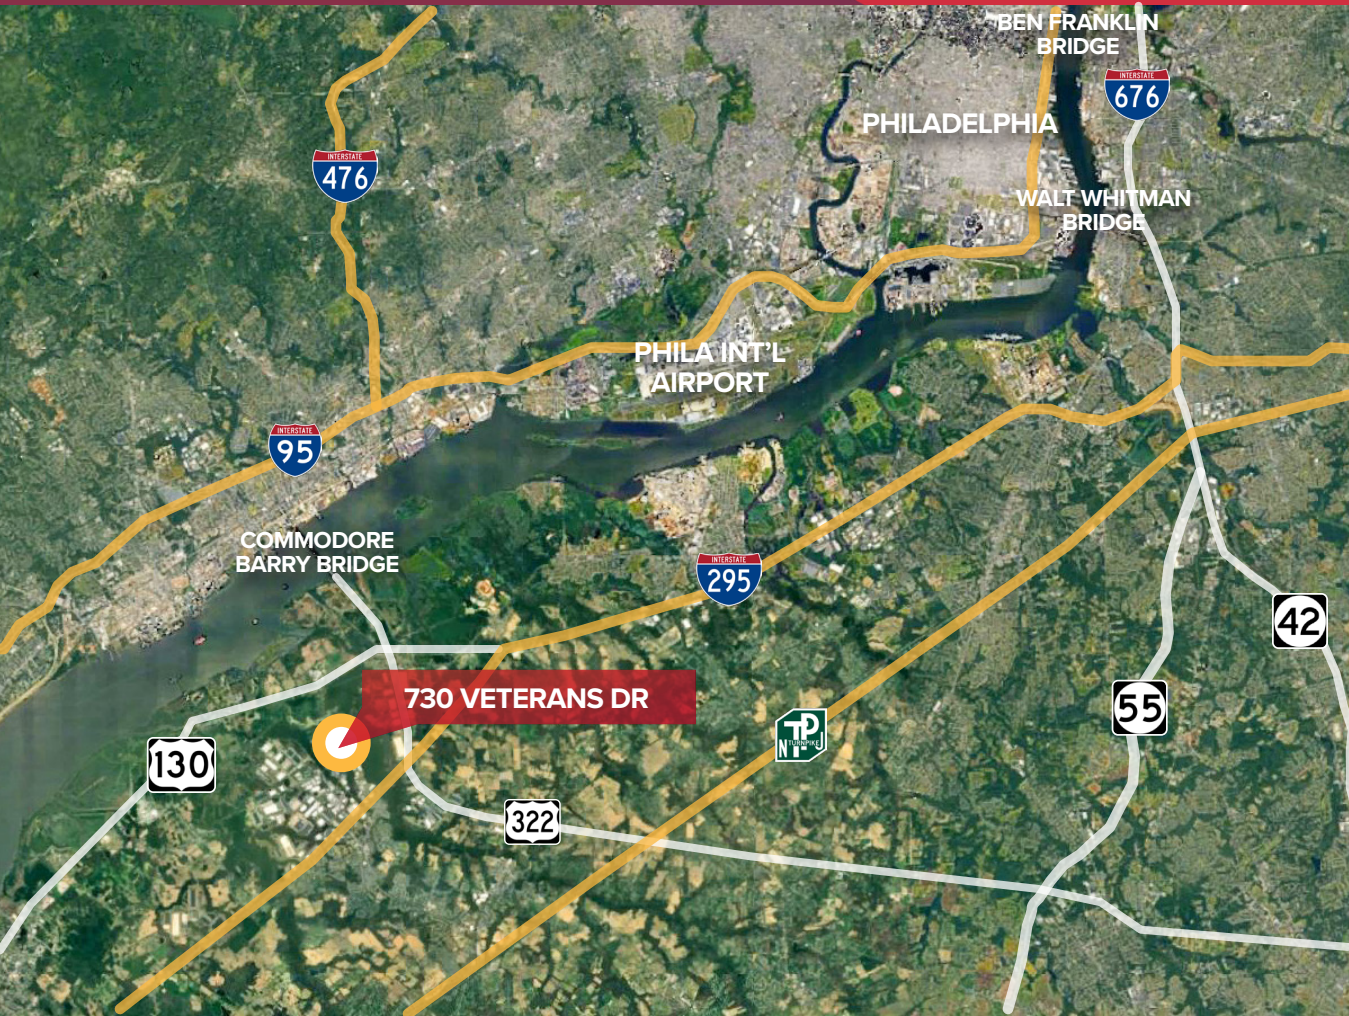 BEN FRANKLIN
BRIDGE
INTERSTATE
676
PHILADELPHIA
INTERSTATE
476
WALT WHITMAN
BRIDGE
PHILA INT'L
AIRPORT
INTERSTATE
95
COMMODORE
BARRY BRIDGE
INTERSTATE
295
42
730 VETERANS DR
55
TP
TURNPIKE
N J
130
322